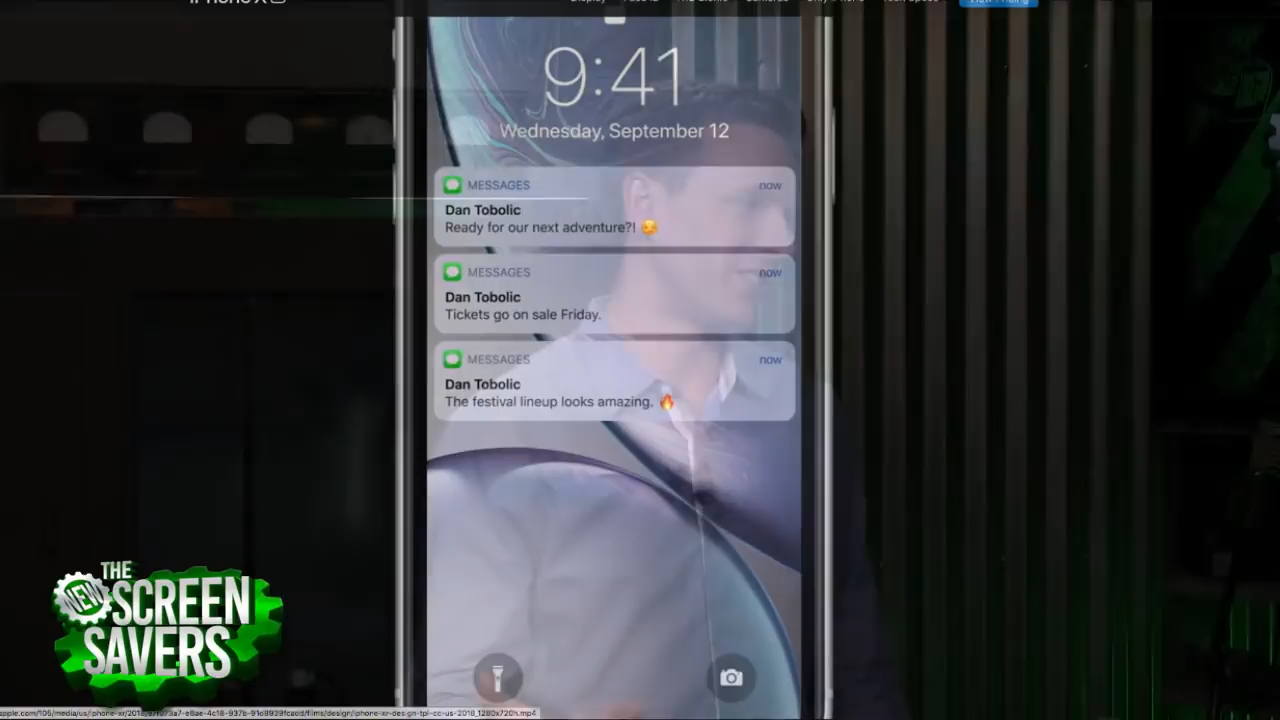 9:41
Wednesday, September 12
MESSAGES now
Dan Tobolic
Ready for our next adventure?!
MESSAGES now
Dan Tobolic
Tickets go on sale Friday.
MESSAGES now
Dan Tobolic
The festival lineup looks amazing. 🔥
THE
NEW SCREEN
SAVERS